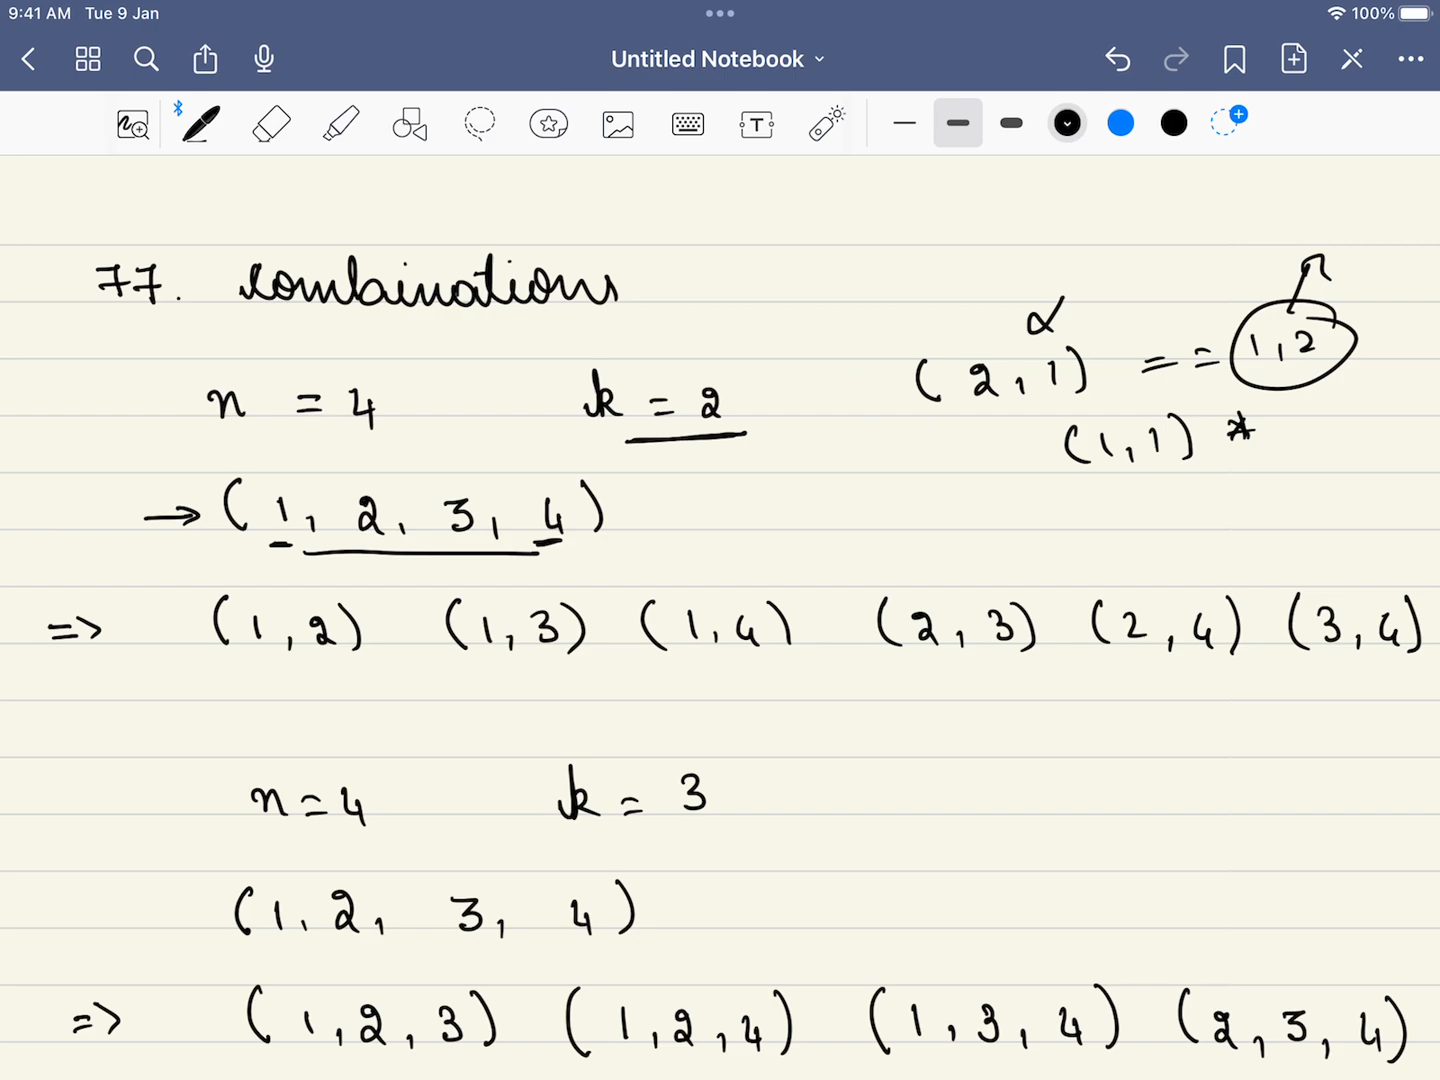 9:41 AM Tue 9 Jan 100%
Untitled Notebook
T
77. combinations
n = 4 k = 2
(2,1) == 1,2
(1,1) *
→ (1, 2, 3, 4)
=> (1,2) (1,3) (1,4) (2,3) (2,4) (3,4)
n = 4 k = 3
(1, 2, 3, 4)
=> (1,2,3) (1,2,4) (1,3,4) (2,3,4)